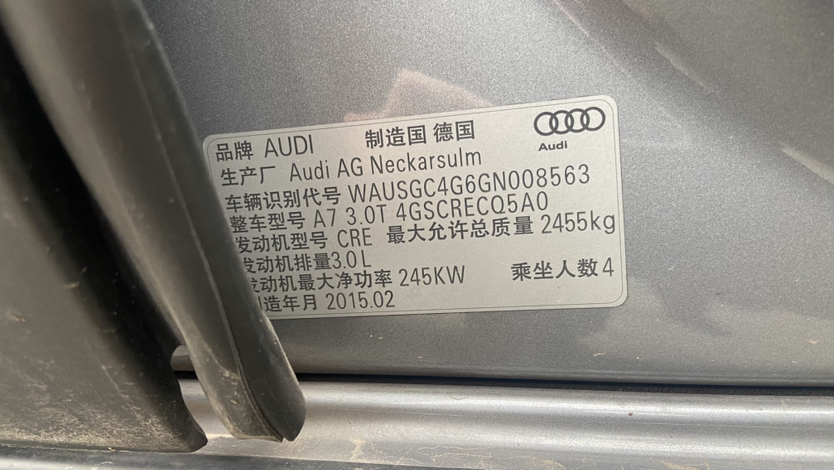 品牌 AUDI 制造国 德国
Audi
生产厂 Audi AG Neckarsulm
车辆识别代号 WAUSGC4G6GN008563
整车型号 A7 3.0T 4GSCRECQ5A0
发动机型号 CRE 最大允许总质量 2455kg
发动机排量3.0L
动机最大净功率 245KW 乘坐人数4
造年月 2015.02